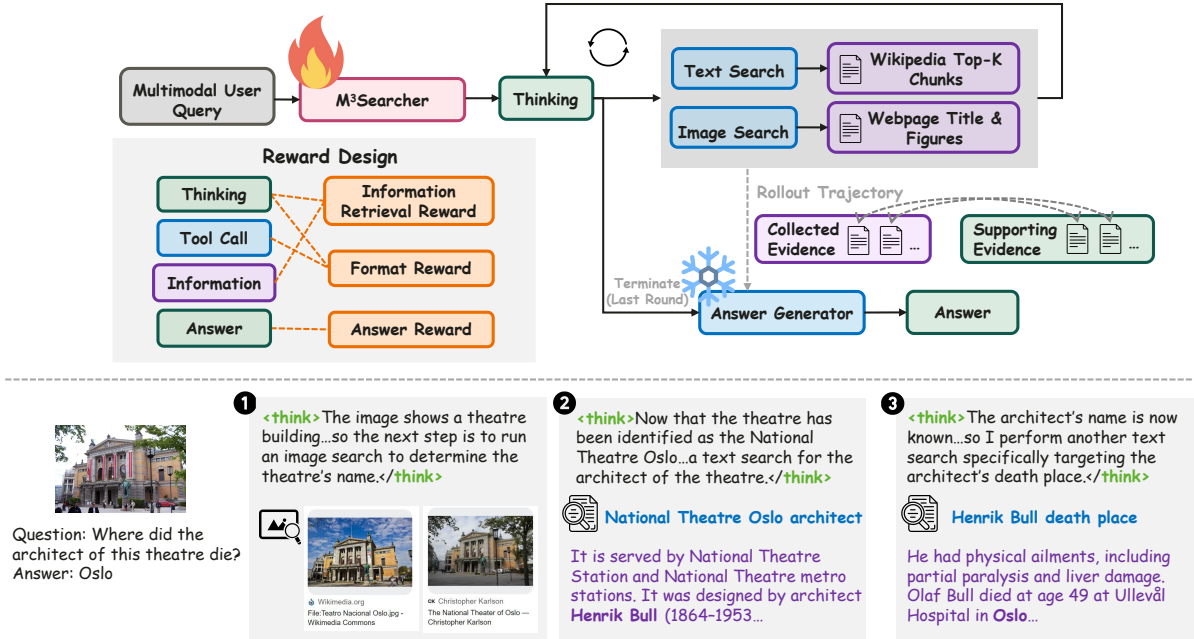 Multimodal User
Query
M³Searcher
Thinking
Text Search
Wikipedia Top-K
Chunks
Image Search
Webpage Title &
Figures
Reward Design
Thinking
Tool Call
Information
Answer
Information
Retrieval Reward
Format Reward
Answer Reward
Rollout Trajectory
Collected
Evidence
...
Supporting
Evidence
...
Terminate
(Last Round)
Answer Generator
Answer
Question: Where did the
architect of this theatre die?
Answer: Oslo
1
<think>The image shows a theatre
building...so the next step is to run
an image search to determine the
theatre's name.</think>
Wikimedia.org
File:Teatro Nacional Oslo.jpg -
Wikimedia Commons
CK Christopher Karlson
The National Theater of Oslo —
Christopher Karlson
2
<think>Now that the theatre has
been identified as the National
Theatre Oslo...a text search for the
architect of the theatre.</think>
National Theatre Oslo architect
It is served by National Theatre
Station and National Theatre metro
stations. It was designed by architect
Henrik Bull (1864–1953...
3
<think>The architect's name is now
known...so I perform another text
search specifically targeting the
architect's death place.</think>
Henrik Bull death place
He had physical ailments, including
partial paralysis and liver damage.
Olaf Bull died at age 49 at Ullevål
Hospital in Oslo...